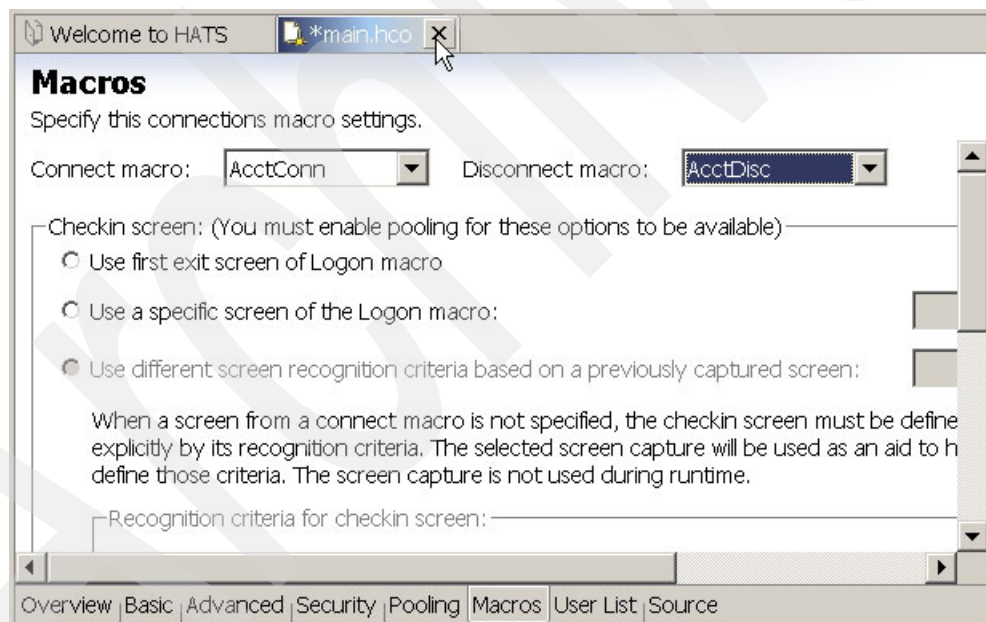 Welcome to HATS *main.hco
Macros
Specify this connections macro settings.
Connect macro: AcctConn Disconnect macro: AcctDisc
Checkin screen: (You must enable pooling for these options to be available)
Use first exit screen of Logon macro
Use a specific screen of the Logon macro:
Use different screen recognition criteria based on a previously captured screen:
When a screen from a connect macro is not specified, the checkin screen must be define
explicitly by its recognition criteria. The selected screen capture will be used as an aid to h
define those criteria. The screen capture is not used during runtime.
Recognition criteria for checkin screen:
Overview Basic Advanced Security Pooling Macros User List Source